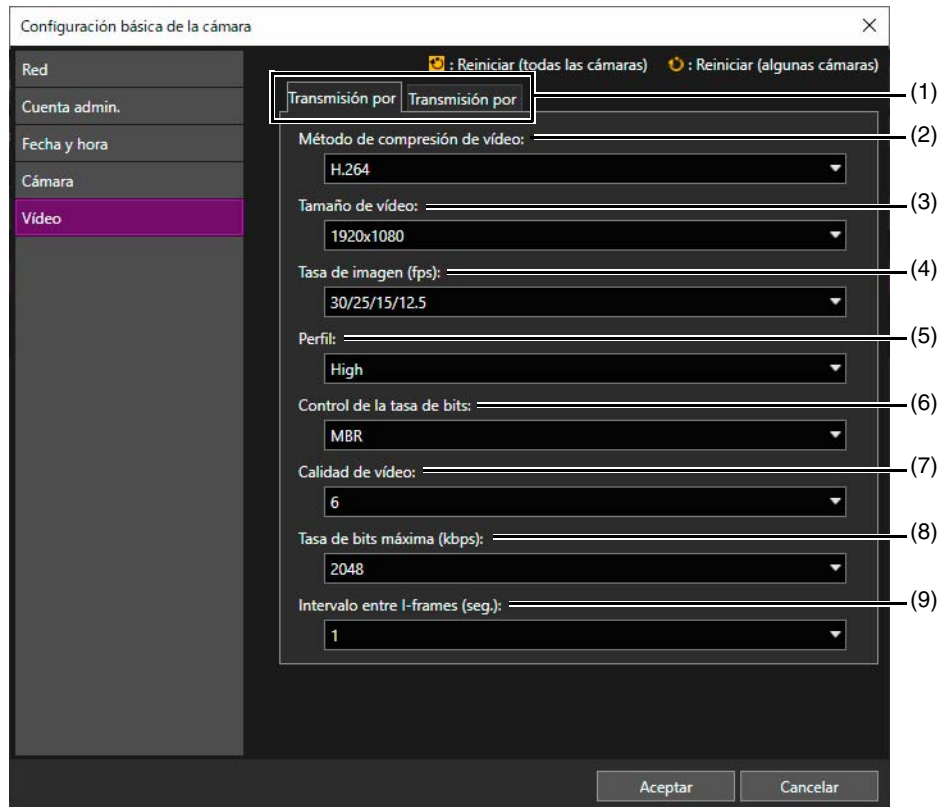 Configuración básica de la cámara
Red
Cuenta admin.
Fecha y hora
Cámara
Vídeo
: Reiniciar (todas las cámaras) : Reiniciar (algunas cámaras)
Transmisión por Transmisión por (1)
Método de compresión de vídeo: (2)
H.264
Tamaño de vídeo: (3)
1920x1080
Tasa de imagen (fps): (4)
30/25/15/12.5
Perfil: (5)
High
Control de la tasa de bits: (6)
MBR
Calidad de vídeo: (7)
6
Tasa de bits máxima (kbps): (8)
2048
Intervalo entre I-frames (seg.): (9)
1
Aceptar Cancelar